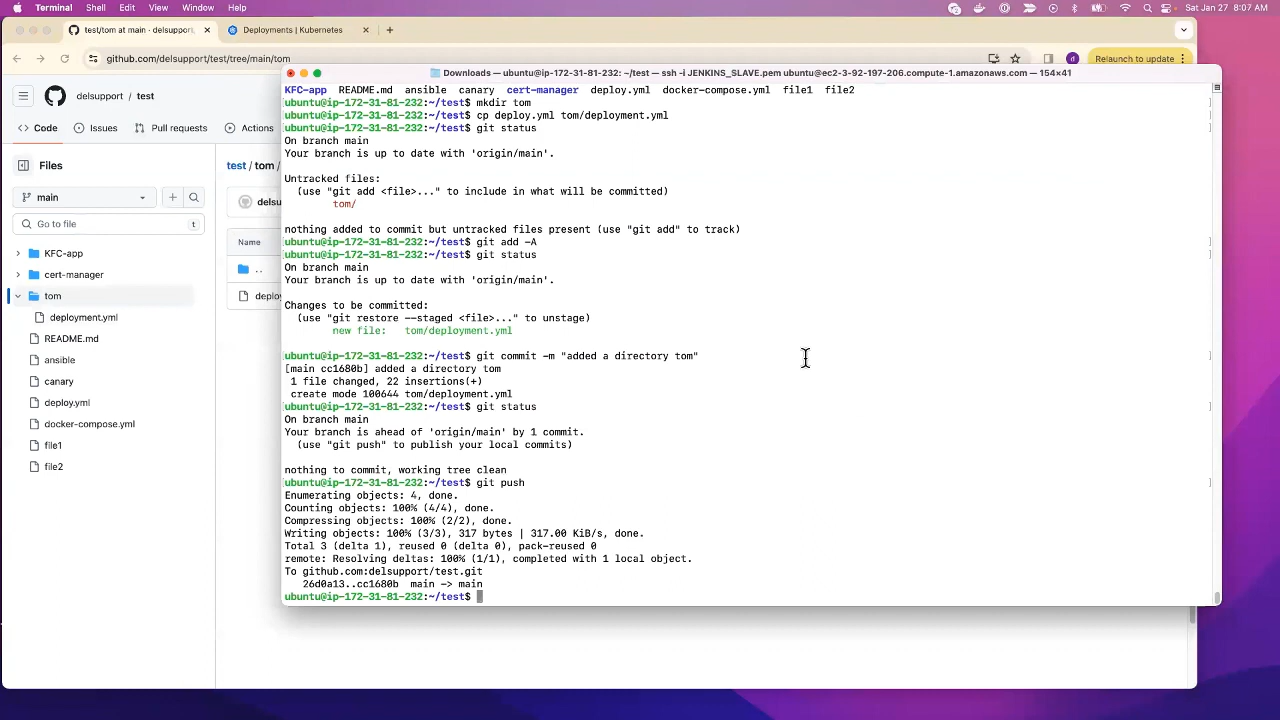 Terminal Shell Edit View Window Help
Sat Jan 27 8:07 AM
test/tom at main · delsupport,
Deployments | Kubernetes
github.com/delsupport/test/tree/main/tom
Relaunch to update
Downloads — ubuntu@ip-172-31-81-232: ~/test — ssh -i JENKINS_SLAVE.pem ubuntu@ec2-3-92-197-206.compute-1.amazonaws.com — 154×41
delsupport / test
Code
Issues
Pull requests
Actions
Files
main
Go to file
t
KFC-app
cert-manager
tom
deployment.yml
README.md
ansible
canary
deploy.yml
docker-compose.yml
file1
file2
test / tom /
delsu
Name
..
deploy
KFC-app README.md ansible canary cert-manager deploy.yml docker-compose.yml file1 file2
ubuntu@ip-172-31-81-232:~/test$ mkdir tom
ubuntu@ip-172-31-81-232:~/test$ cp deploy.yml tom/deployment.yml
ubuntu@ip-172-31-81-232:~/test$ git status
On branch main
Your branch is up to date with 'origin/main'.
Untracked files:
(use "git add <file>..." to include in what will be committed)
tom/
nothing added to commit but untracked files present (use "git add" to track)
ubuntu@ip-172-31-81-232:~/test$ git add -A
ubuntu@ip-172-31-81-232:~/test$ git status
On branch main
Your branch is up to date with 'origin/main'.
Changes to be committed:
(use "git restore --staged <file>..." to unstage)
new file: tom/deployment.yml
ubuntu@ip-172-31-81-232:~/test$ git commit -m "added a directory tom"
[main cc1680b] added a directory tom
1 file changed, 22 insertions(+)
create mode 100644 tom/deployment.yml
ubuntu@ip-172-31-81-232:~/test$ git status
On branch main
Your branch is ahead of 'origin/main' by 1 commit.
(use "git push" to publish your local commits)
nothing to commit, working tree clean
ubuntu@ip-172-31-81-232:~/test$ git push
Enumerating objects: 4, done.
Counting objects: 100% (4/4), done.
Compressing objects: 100% (2/2), done.
Writing objects: 100% (3/3), 317 bytes | 317.00 KiB/s, done.
Total 3 (delta 1), reused 0 (delta 0), pack-reused 0
remote: Resolving deltas: 100% (1/1), completed with 1 local object.
To github.com:delsupport/test.git
26d0a13..cc1680b main -> main
ubuntu@ip-172-31-81-232:~/test$